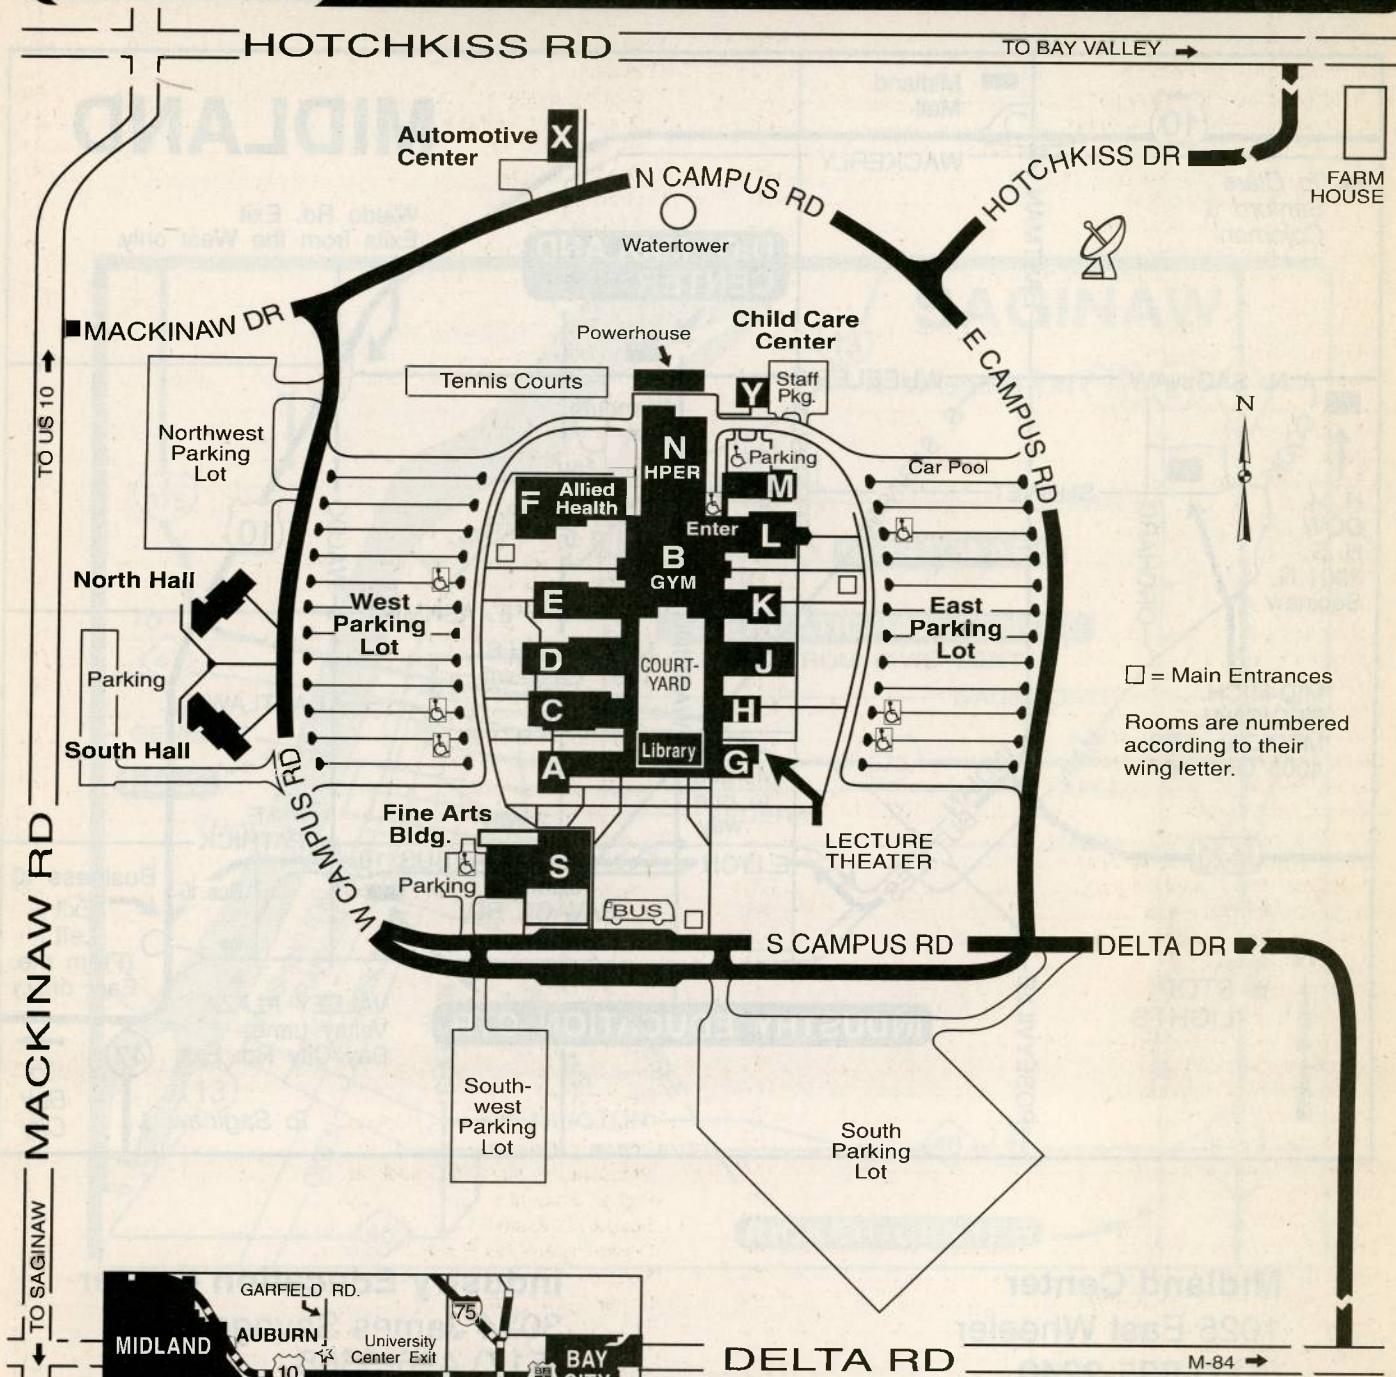 HOTCHKISS RD
TO BAY VALLEY
Automotive
Center
X
N CAMPUS RD
HOTCHKISS DR
FARM
HOUSE
Watertower
MACKINAW DR
Powerhouse
Child Care
Center
E CAMPUS RD
TO US 10
Tennis Courts
Y
Staff
Pkg.
N
Northwest
Parking
Lot
N
HPER
Parking
Car Pool
F
Allied
Health
M
Enter
L
B
GYM
North Hall
West
Parking
Lot
E
K
East
Parking
Lot
Parking
D
COURT-
YARD
J
= Main Entrances
C
H
Rooms are numbered
according to their
wing letter.
South Hall
Library
A
G
W CAMPUS RD
Fine Arts
Bldg.
LECTURE
THEATER
S
Parking
BUS
S CAMPUS RD
DELTA DR
MACKINAW RD
South-
west
Parking
Lot
South
Parking
Lot
TO SAGINAW
GARFIELD RD.
75
MIDLAND
AUBURN
University
Center Exit
10
BAY
CITY
DELTA RD
M-84